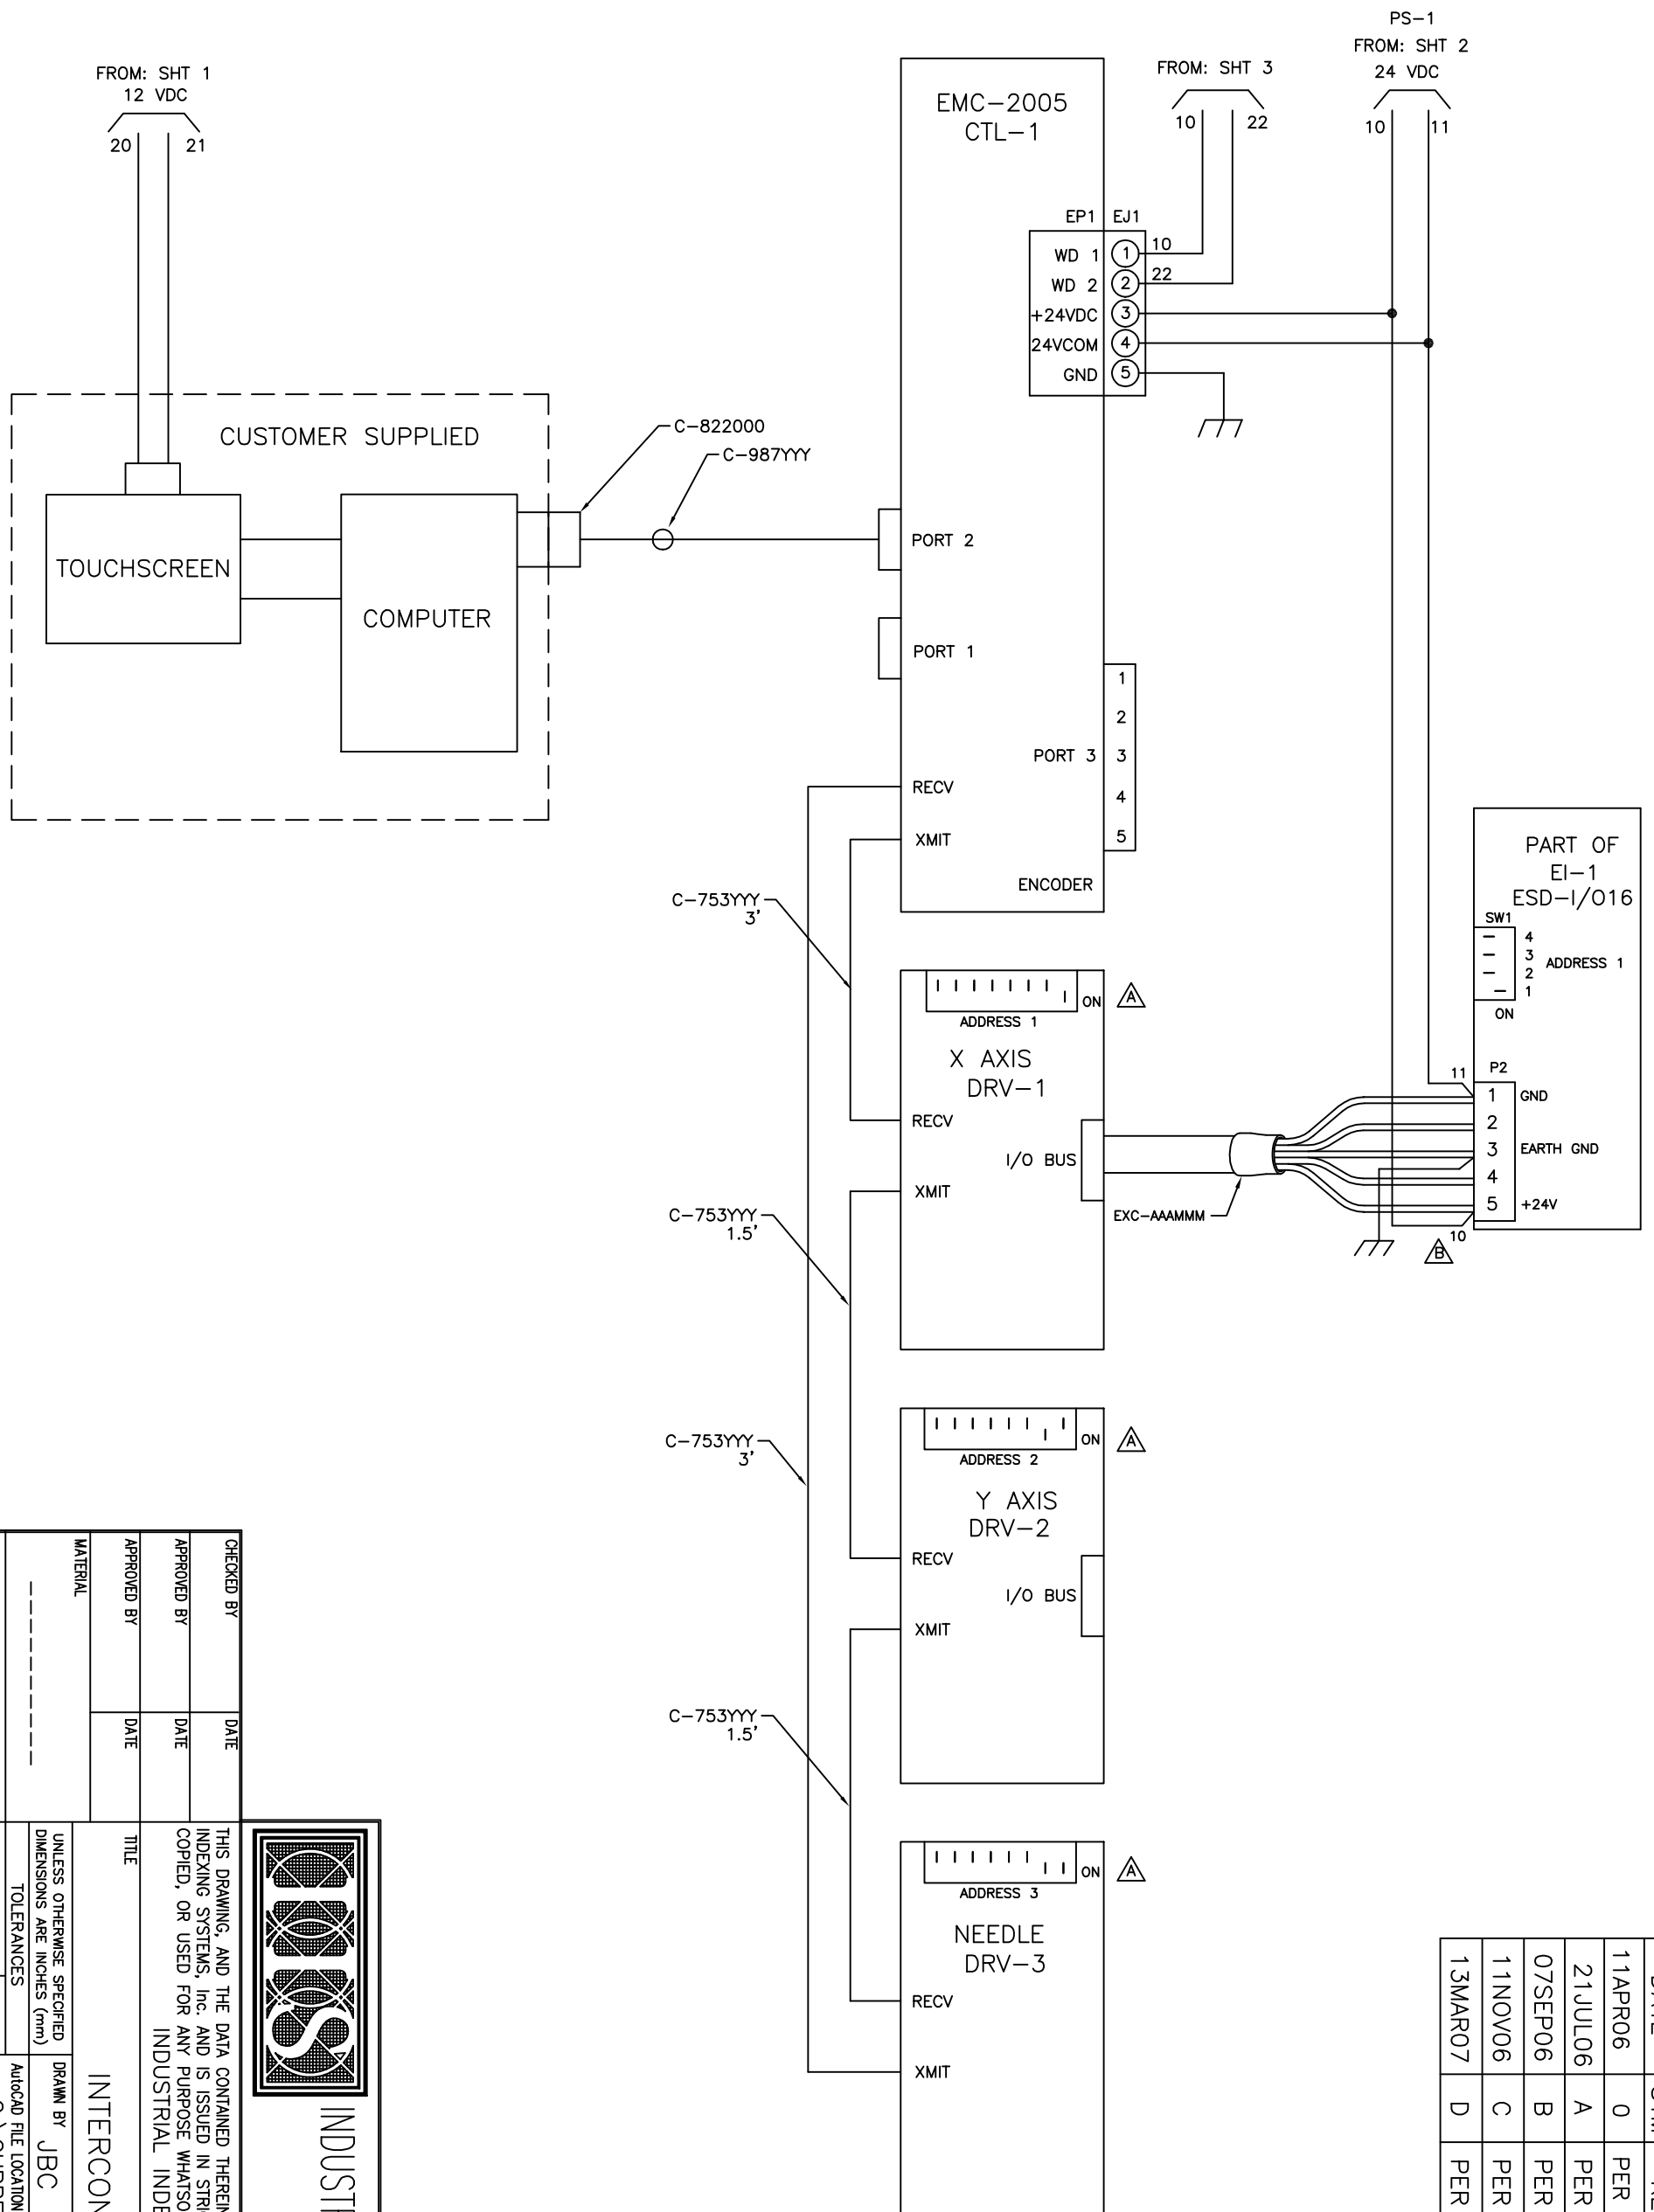 PS-1
FROM: SHT 2
24 VDC
10
11
FROM: SHT 3
10
22
FROM: SHT 1
12 VDC
20
21
EMC-2005
CTL-1
EP1
EJ1
WD 1
1
10
WD 2
2
22
+24VDC
3
24VCOM
4
GND
5
CUSTOMER SUPPLIED
C-822000
C-987YYY
TOUCHSCREEN
COMPUTER
PORT 2
PORT 1
PORT 3
1
2
3
4
5
RECV
XMIT
ENCODER
C-753YYY
3'
PART OF
EI-1
ESD-I/O16
SW1
4
3
2
1
ADDRESS 1
ON
P2
11
1
GND
2
3
EARTH GND
4
5
+24V
10
B
ON
A
ADDRESS 1
X AXIS
DRV-1
RECV
I/O BUS
XMIT
EXC-AAAMMM
C-753YYY
1.5'
C-753YYY
3'
ON
A
ADDRESS 2
Y AXIS
DRV-2
RECV
I/O BUS
XMIT
C-753YYY
1.5'
ON
A
ADDRESS 3
NEEDLE
DRV-3
RECV
XMIT
CHECKED BY
DATE
APPROVED BY
DATE
APPROVED BY
DATE
MATERIAL
THIS DRAWING, AND THE DATA CONTAINED THEREIN
INDEXING SYSTEMS, Inc. AND IS ISSUED IN STRI
COPIED, OR USED FOR ANY PURPOSE WHATSO
INDUSTRIAL INDE
TITLE
INTERCON
UNLESS OTHERWISE SPECIFIED
DIMENSIONS ARE INCHES (mm)
TOLERANCES
DRAWN BY
JBC
AutoCAD FILE LOCATION
INDUSTR
11APR06 0 PER
21JUL06 A PER
07SEP06 B PER
11NOV06 C PER
13MAR07 D PER